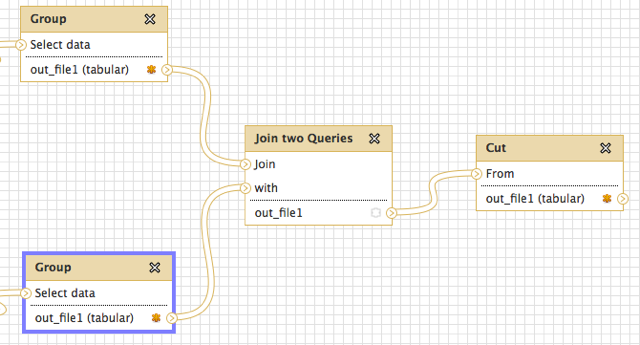 Group
Select data
out_file1 (tabular)
Join two Queries
Join
with
out_file1
Cut
From
out_file1 (tabular)
Group
Select data
out_file1 (tabular)